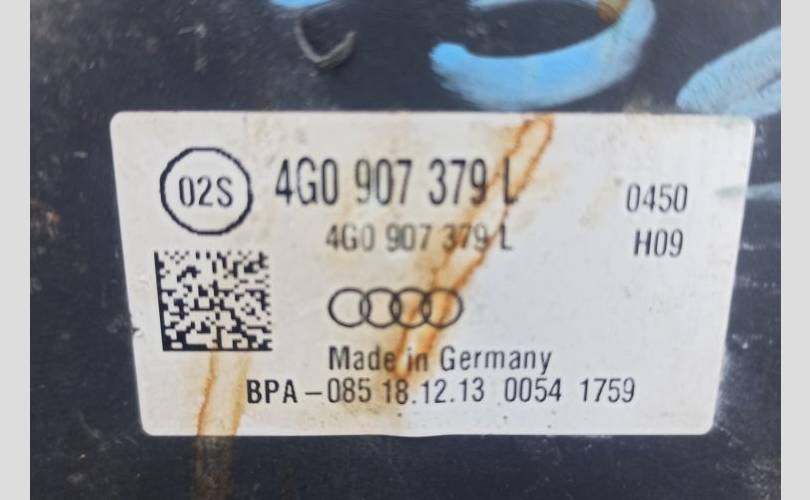 02S
4G0 907 379 L
0450
4G0 907 379 L
H09
Made in Germany
BPA-085 18.12.13 0054 1759